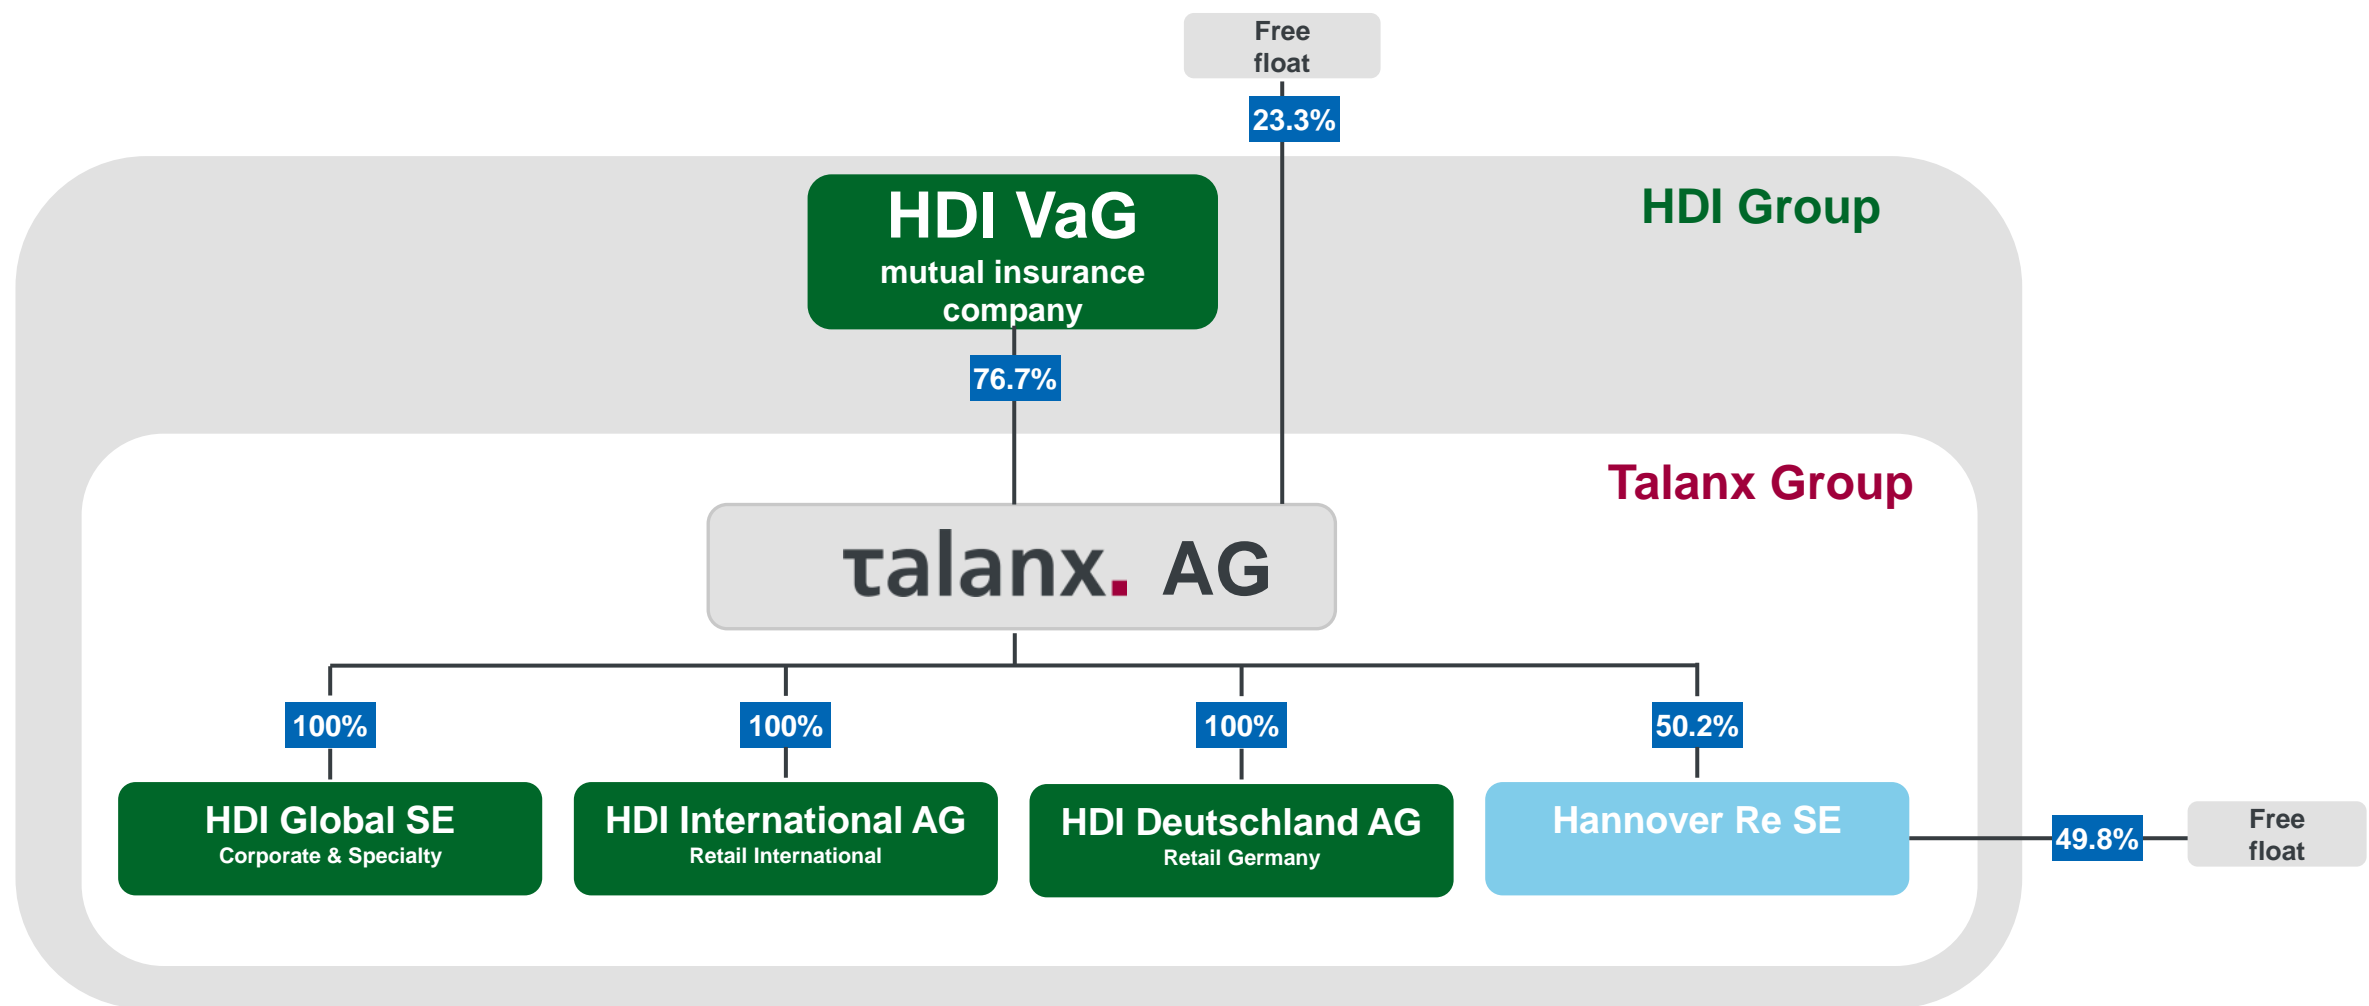 Free
float
23.3%
HDI Group
HDI VaG
mutual insurance
company
76.7%
Talanx Group
τalanx. AG
100%
100%
100%
50.2%
HDI Global SE
Corporate & Specialty
HDI International AG
Retail International
HDI Deutschland AG
Retail Germany
Hannover Re SE
49.8%
Free
float